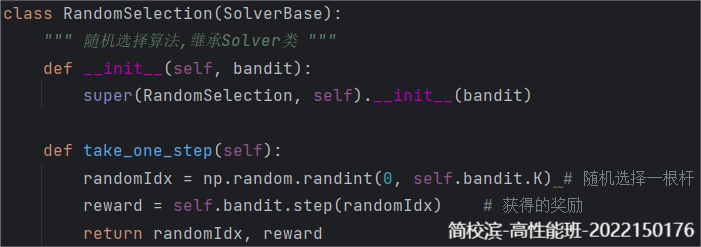 class RandomSelection(SolverBase):
    """ 随机选择算法,继承Solver类 """
    def __init__(self, bandit):
        super(RandomSelection, self).__init__(bandit)

    def take_one_step(self):
        randomIdx = np.random.randint(0, self.bandit.K) # 随机选择一根杆
        reward = self.bandit.step(randomIdx)    # 获得的奖励
        return randomIdx, reward
简校滨-高性能班-2022150176